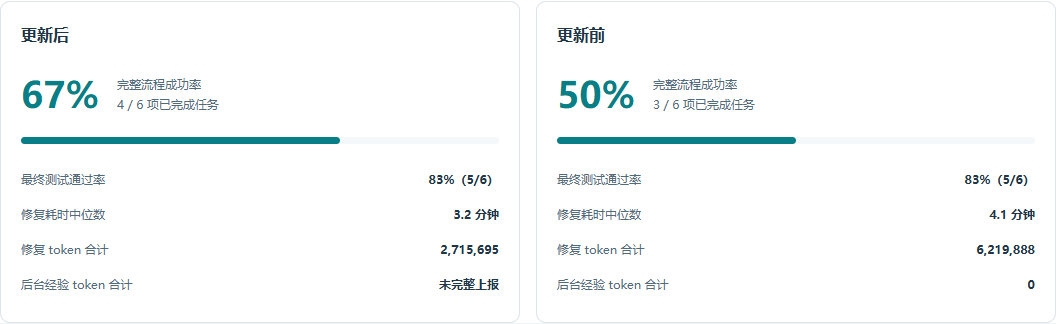 更新后
67%
完整流程成功率
4 / 6 项已完成任务
最终测试通过率 83%（5/6）
修复耗时中位数 3.2 分钟
修复 token 合计 2,715,695
后台经验 token 合计 未完整上报
更新前
50%
完整流程成功率
3 / 6 项已完成任务
最终测试通过率 83%（5/6）
修复耗时中位数 4.1 分钟
修复 token 合计 6,219,888
后台经验 token 合计 0